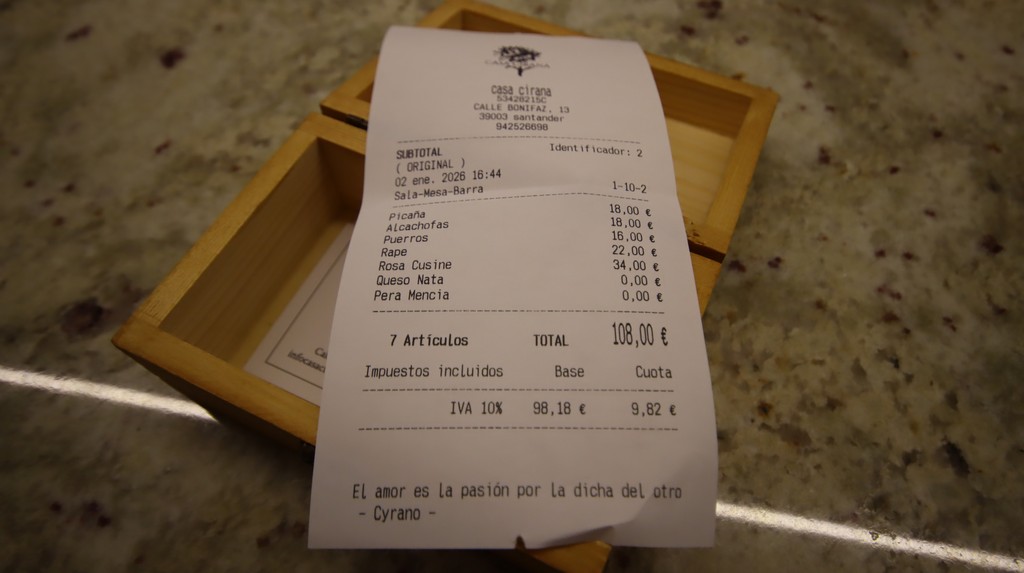 casa cirana
53428215C
CALLE BONIFAZ, 13
39003 santander
942526698
SUBTOTAL Identificador: 2
( ORIGINAL )
02 ene. 2026 16:44
Sala-Mesa-Barra 1-10-2
Picaña 18,00 €
Alcachofas 18,00 €
Puerros 16,00 €
Rape 22,00 €
Rosa Cusine 34,00 €
Queso Nata 0,00 €
Pera Mencia 0,00 €
7 Artículos TOTAL 108,00 €
Impuestos incluidos Base Cuota
IVA 10% 98,18 € 9,82 €
El amor es la pasión por la dicha del otro
- Cyrano -